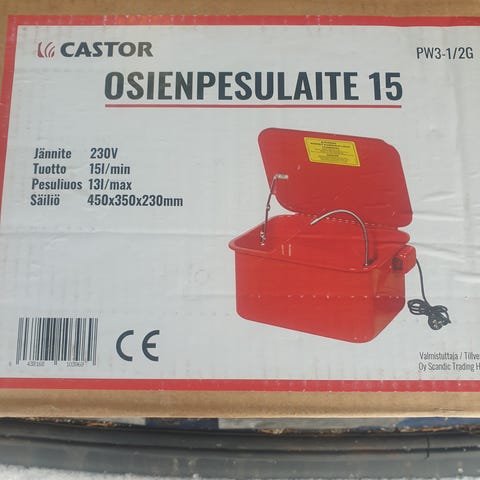 CASTOR
PW3-1/2G
OSIENPESULAITE 15
Jännite 230V
Tuotto 15l/min
Pesuliuos 13l/max
Säiliö 450x350x230mm
CE
Valmistuttaja / Tillve
Oy Scandic Trading H